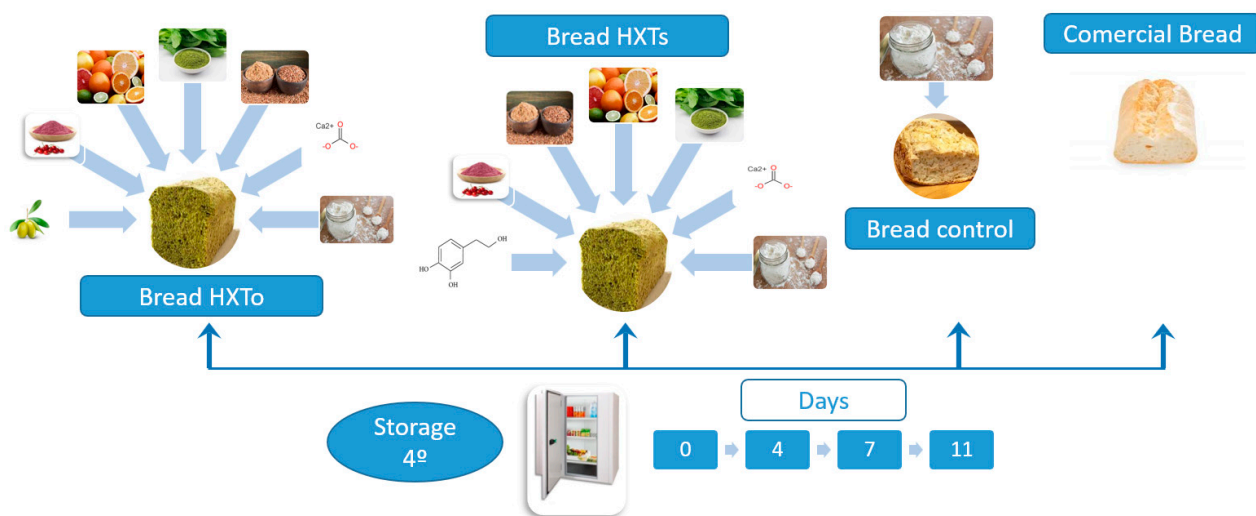 Bread HXTs
Comercial Bread
Ca2+ O
-O O-
Bread HXTo
Ca2+ O
-O O-
OH
HO
OH
Bread control
Storage
4º
Days
0
4
7
11